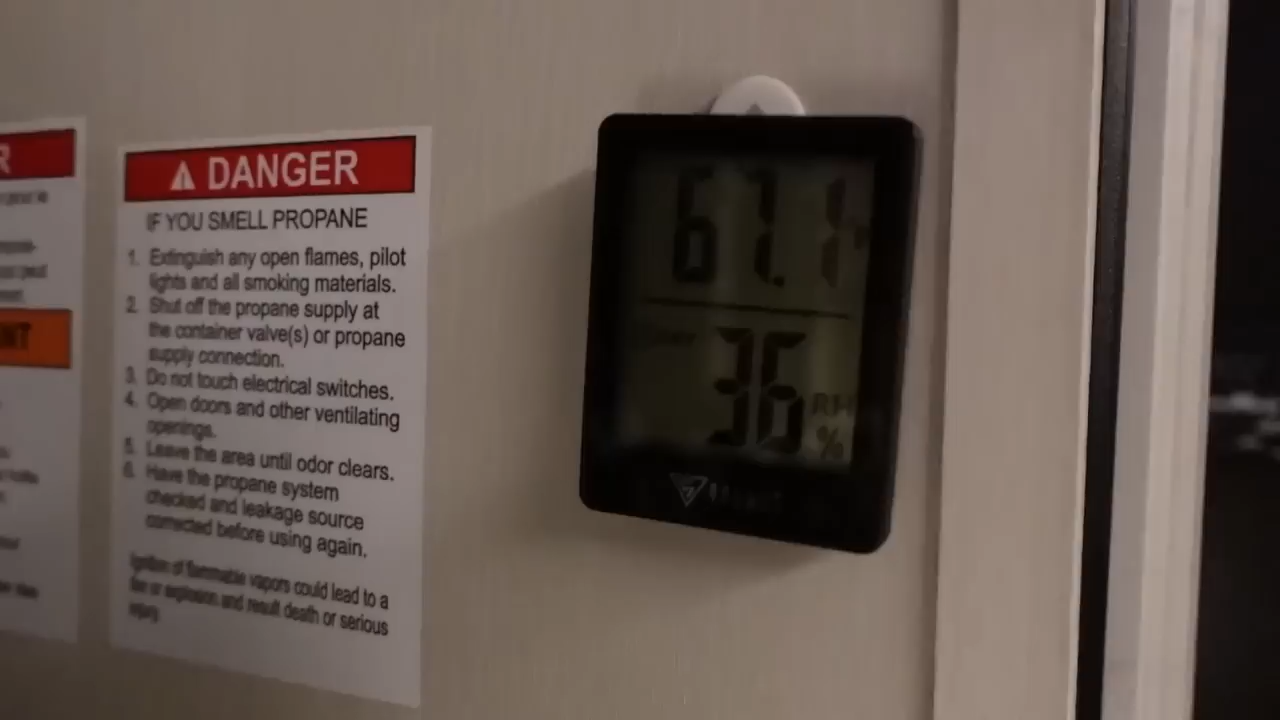 R
NT
DANGER
IF YOU SMELL PROPANE
1. Extinguish any open flames, pilot
lights and all smoking materials.
2. Shut off the propane supply at
the container valve(s) or propane
supply connection.
3. Do not touch electrical switches.
4. Open doors and other ventilating
openings.
5. Leave the area until odor clears.
6. Have the propane system
checked and leakage source
corrected before using again.
Ignition of flammable vapors could lead to a
fire or explosion and result death or serious
injury
67.1
36
RH
%